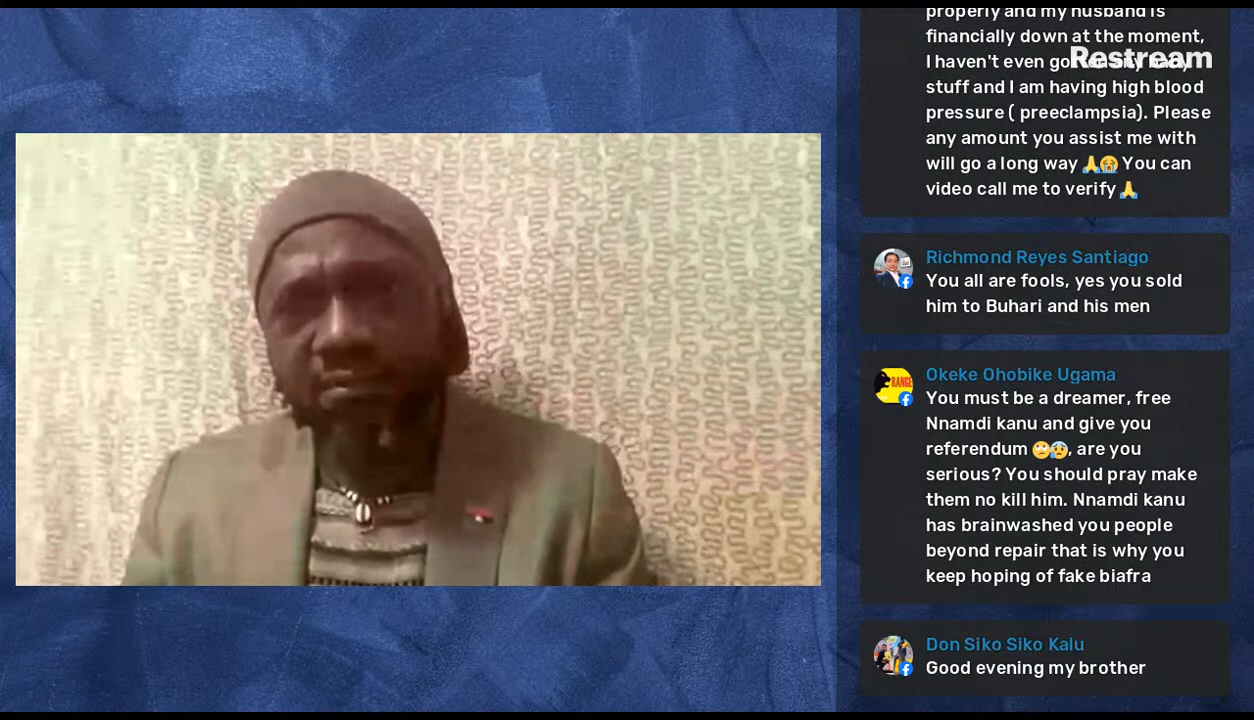 properly and my husband is
financially down at the moment,
Restream
I haven't even go
stuff and I am having high blood
pressure ( preeclampsia). Please
any amount you assist me with
will go a long way 🙏😭 You can
video call me to verify 🙏
Richmond Reyes Santiago
You all are fools, yes you sold
him to Buhari and his men
Okeke Ohobike Ugama
RANGE
You must be a dreamer, free
Nnamdi kanu and give you
referendum 🙄😰, are you
serious? You should pray make
them no kill him. Nnamdi kanu
has brainwashed you people
beyond repair that is why you
keep hoping of fake biafra
Don Siko Siko Kalu
Good evening my brother